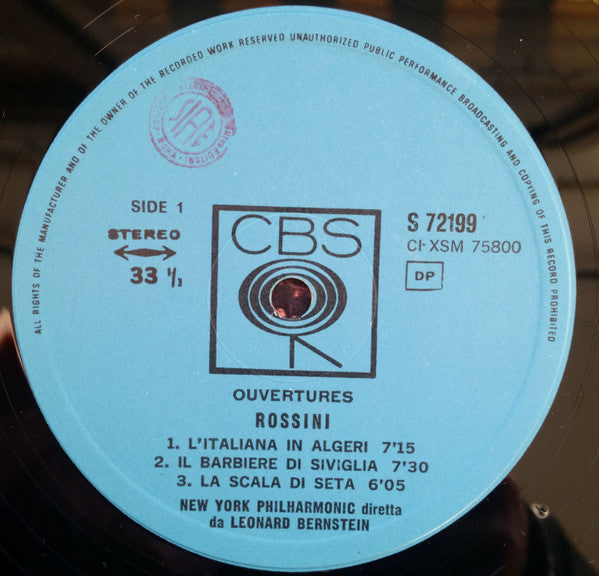 ALL RIGHTS OF THE MANUFACTURER AND OF THE OWNER OF THE RECORDED WORK RESERVED UNAUTHORIZED PUBLIC PERFORMANCE BROADCASTING AND COPYING OF THIS RECORD PROHIBITED
SIAE
SIDE 1
STEREO
33 1/3
CBS
S 72199
CI-XSM 75800
DP
OUVERTURES
ROSSINI
1. L'ITALIANA IN ALGERI 7'15
2. IL BARBIERE DI SIVIGLIA 7'30
3. LA SCALA DI SETA 6'05
NEW YORK PHILHARMONIC diretta
da LEONARD BERNSTEIN